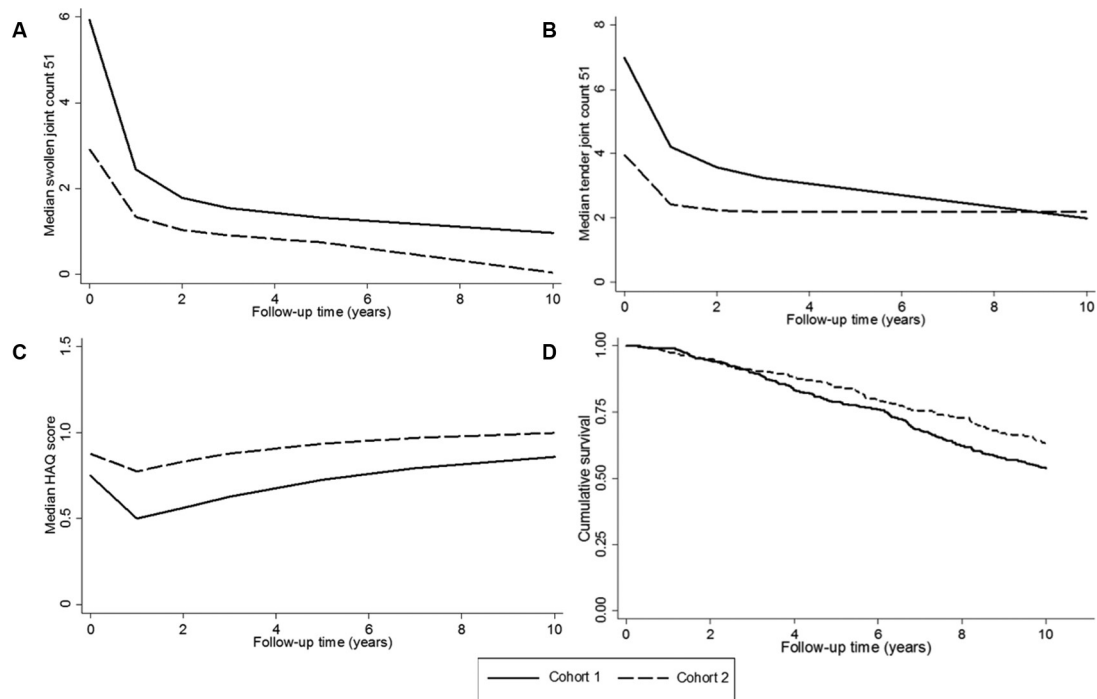 A
Median swollen joint count 51
6
4
2
0
0 2 4 6 8 10
Follow-up time (years)
B
Median tender joint count 51
8
6
4
2
0
0 2 4 6 8 10
Follow-up time (years)
C
Median HAQ score
1.5
1.0
0.5
0
0 2 4 6 8 10
Follow-up time (years)
D
Cumulative survival
1.00
0.75
0.50
0.25
0.00
0 2 4 6 8 10
Follow-up time (years)
Cohort 1 Cohort 2